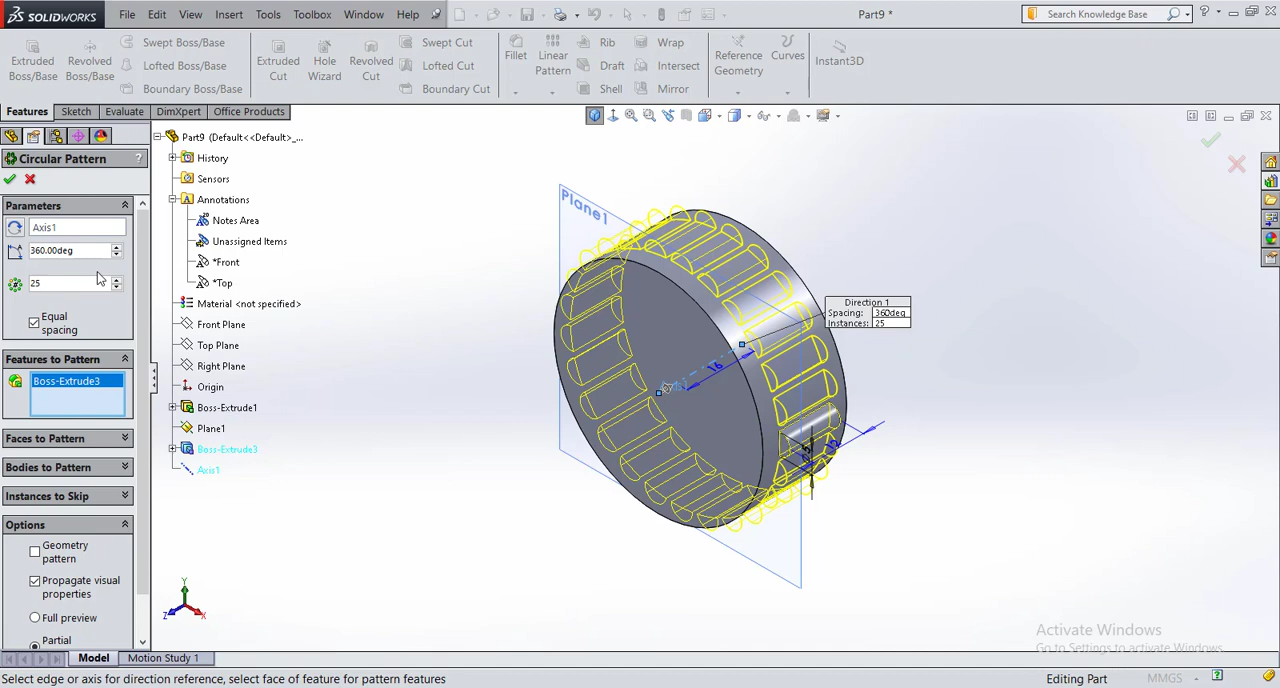 SOLIDWORKS File Edit View Insert Tools Toolbox Window Help Part9 * Search Knowledge Base
Extruded Boss/Base
Revolved Boss/Base
Swept Boss/Base
Lofted Boss/Base
Boundary Boss/Base
Extruded Cut
Hole Wizard
Revolved Cut
Swept Cut
Lofted Cut
Boundary Cut
Fillet
Linear Pattern
Rib
Draft
Shell
Wrap
Intersect
Mirror
Reference Geometry
Curves
Instant3D
Features Sketch Evaluate DimXpert Office Products
Circular Pattern ?
Parameters
Axis1
360.00deg
25
Equal spacing
Features to Pattern
Boss-Extrude3
Faces to Pattern
Bodies to Pattern
Instances to Skip
Options
Geometry pattern
Propagate visual properties
Full preview
Partial
Part9 (Default<<Default>_...
History
Sensors
Annotations
Notes Area
Unassigned Items
*Front
*Top
Material <not specified>
Front Plane
Top Plane
Right Plane
Origin
Boss-Extrude1
Plane1
Boss-Extrude3
Axis1
Plane1
Direction 1
Spacing: 360deg
Instances: 25
16
Y
Z X
Activate Windows
Go to Settings to activate Windows.
Model Motion Study 1
Select edge or axis for direction reference, select face of feature for pattern features Editing Part MMGS